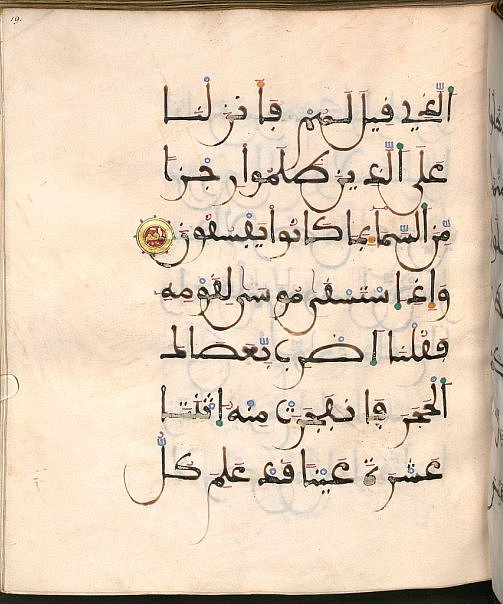 19.
الذي قيل لهم فأنزلنا
على الذين ظلموا رجزا
من السماء بما كانوا يفسقون
وإذ استسقى موسى لقومه
فقلنا اضرب بعصاك
الحجر فانفجرت منه اثنتا
عشرة عينا قد علم كل